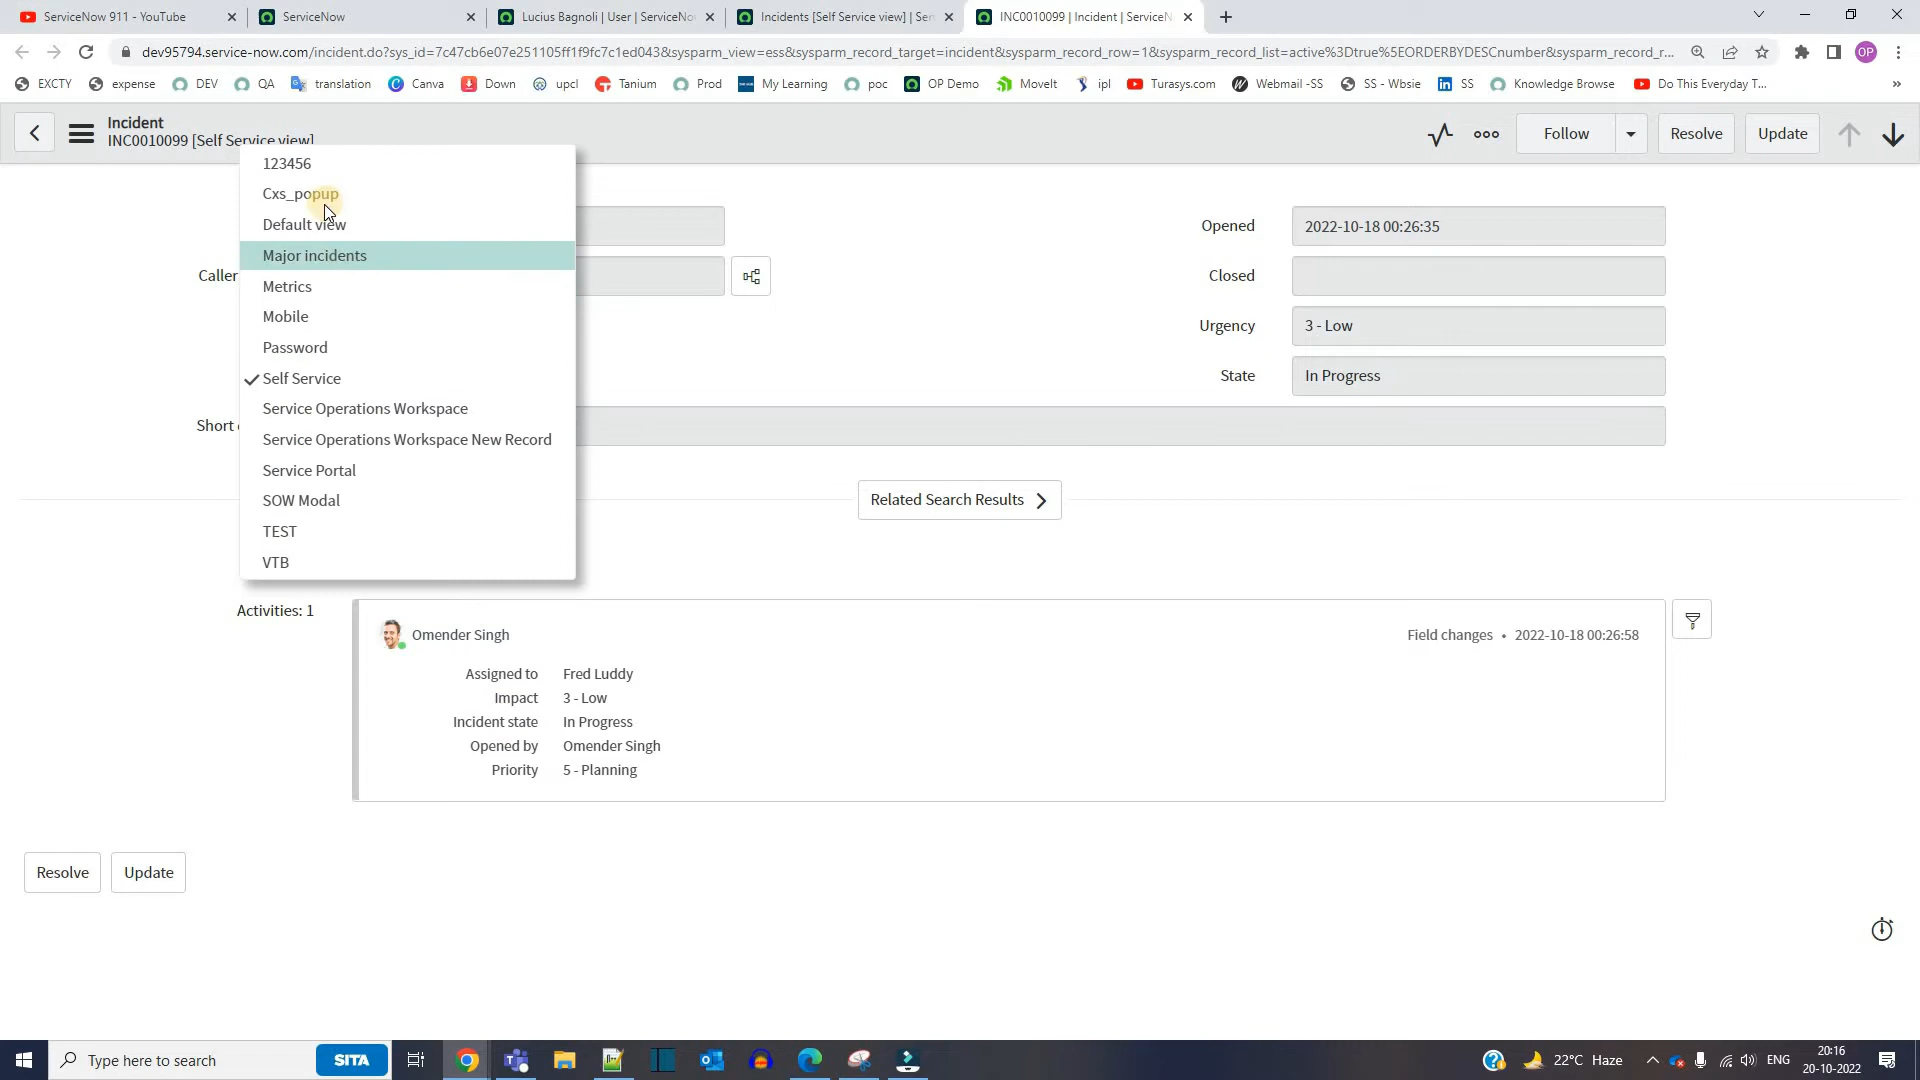 ServiceNow 911 - YouTube
ServiceNow
Lucius Bagnoli | User | ServiceNo
Incidents [Self Service view] | Ser
INC0010099 | Incident | ServiceN
dev95794.service-now.com/incident.do?sys_id=7c47cb6e07e251105ff1f9fc7c1ed043&sysparm_view=ess&sysparm_record_target=incident&sysparm_record_row=1&sysparm_record_list=active%3Dtrue%5EORDERBYDESCnumber&sysparm_record_r...
OP
EXCTY
expense
DEV
QA
translation
Canva
Down
upcl
Tanium
Prod
My Learning
poc
OP Demo
MoveIt
ipl
Turasys.com
Webmail -SS
SS - Wbsie
SS
Knowledge Browse
Do This Everyday T...
»
Incident
INC0010099 [Self Service view]
Follow
Resolve
Update
123456
Cxs_popup
Default view
Major incidents
Metrics
Mobile
Password
Self Service
Service Operations Workspace
Service Operations Workspace New Record
Service Portal
SOW Modal
TEST
VTB
Caller
Short
Opened
2022-10-18 00:26:35
Closed
Urgency
3 - Low
State
In Progress
Related Search Results
Activities: 1
Omender Singh
Field changes • 2022-10-18 00:26:58
Assigned to Fred Luddy
Impact 3 - Low
Incident state In Progress
Opened by Omender Singh
Priority 5 - Planning
Resolve
Update
Type here to search
SITA
22°C Haze
ENG
20:16
20-10-2022